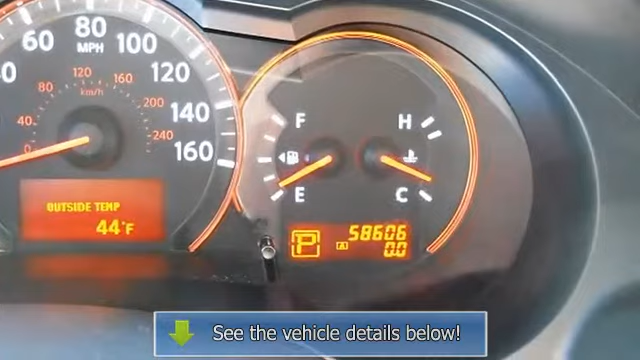 60 80 100
MPH
120
140
160
40
80
120
160
200
240
km/h
OUTSIDE TEMP
44°F
F
E
H
C
P
A 58606
0.0
See the vehicle details below!